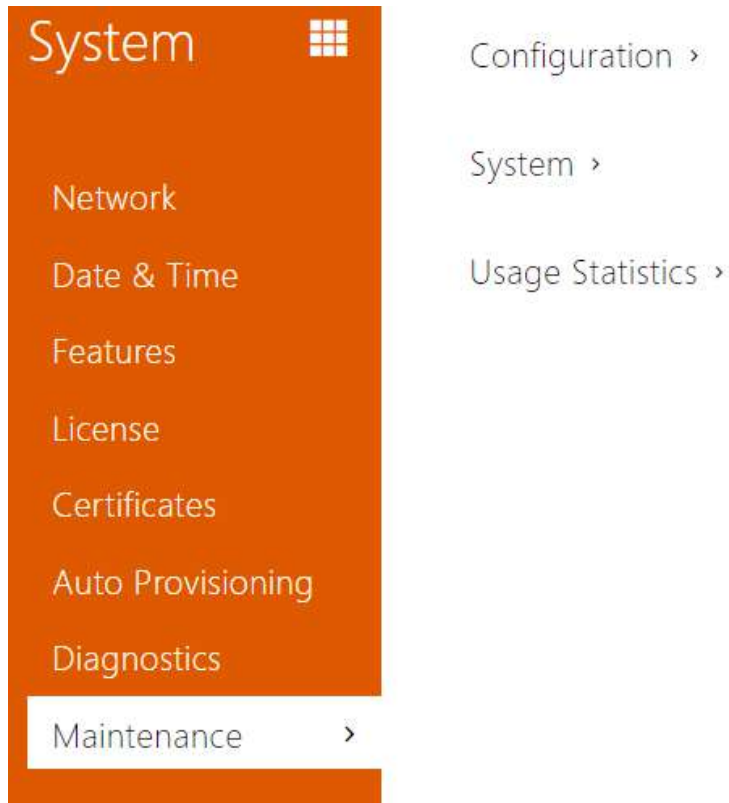 System
Network
Date & Time
Features
License
Certificates
Auto Provisioning
Diagnostics
Maintenance ›
Configuration ›
System ›
Usage Statistics ›